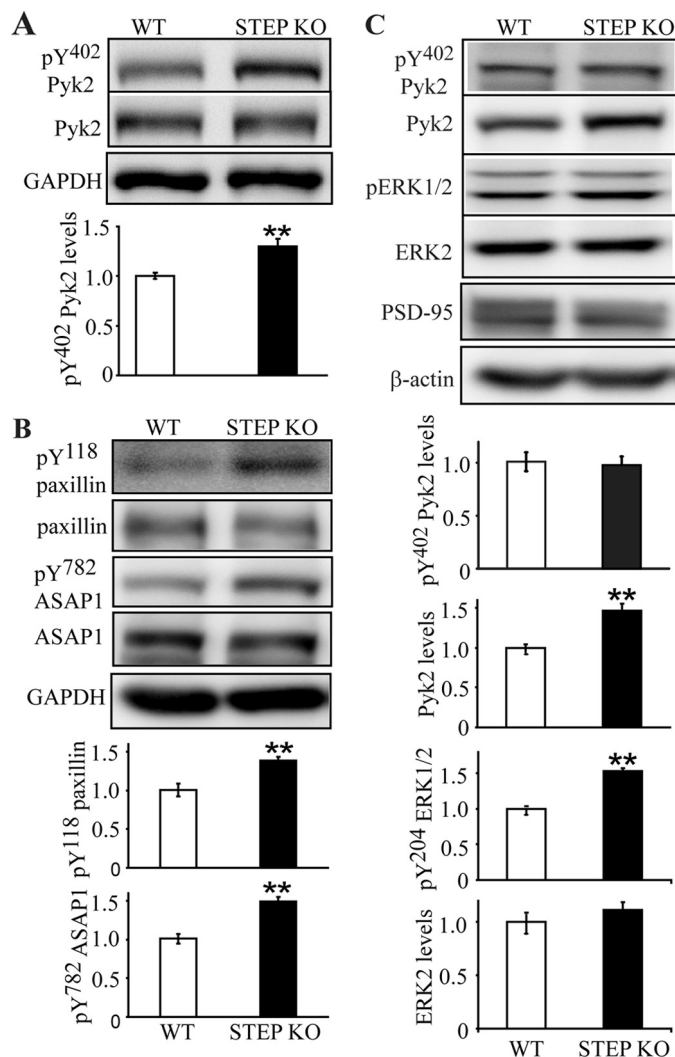 A
WT STEP KO
pY402
Pyk2
Pyk2
GAPDH
pY402 Pyk2 levels
1.5
1.0
0.5
0
**
B
WT STEP KO
pY118
paxillin
paxillin
pY782
ASAP1
ASAP1
GAPDH
pY118 paxillin
1.5
1.0
0.5
0
**
pY782 ASAP1
1.5
1.0
0.5
0
**
WT STEP KO
C
WT STEP KO
pY402
Pyk2
Pyk2
pERK1/2
ERK2
PSD-95
β-actin
pY402 Pyk2 levels
1.0
0.5
0
Pyk2 levels
1.5
1.0
0.5
0
**
pY204 ERK1/2
1.5
1.0
0.5
0
**
ERK2 levels
1.0
0.5
0
WT STEP KO